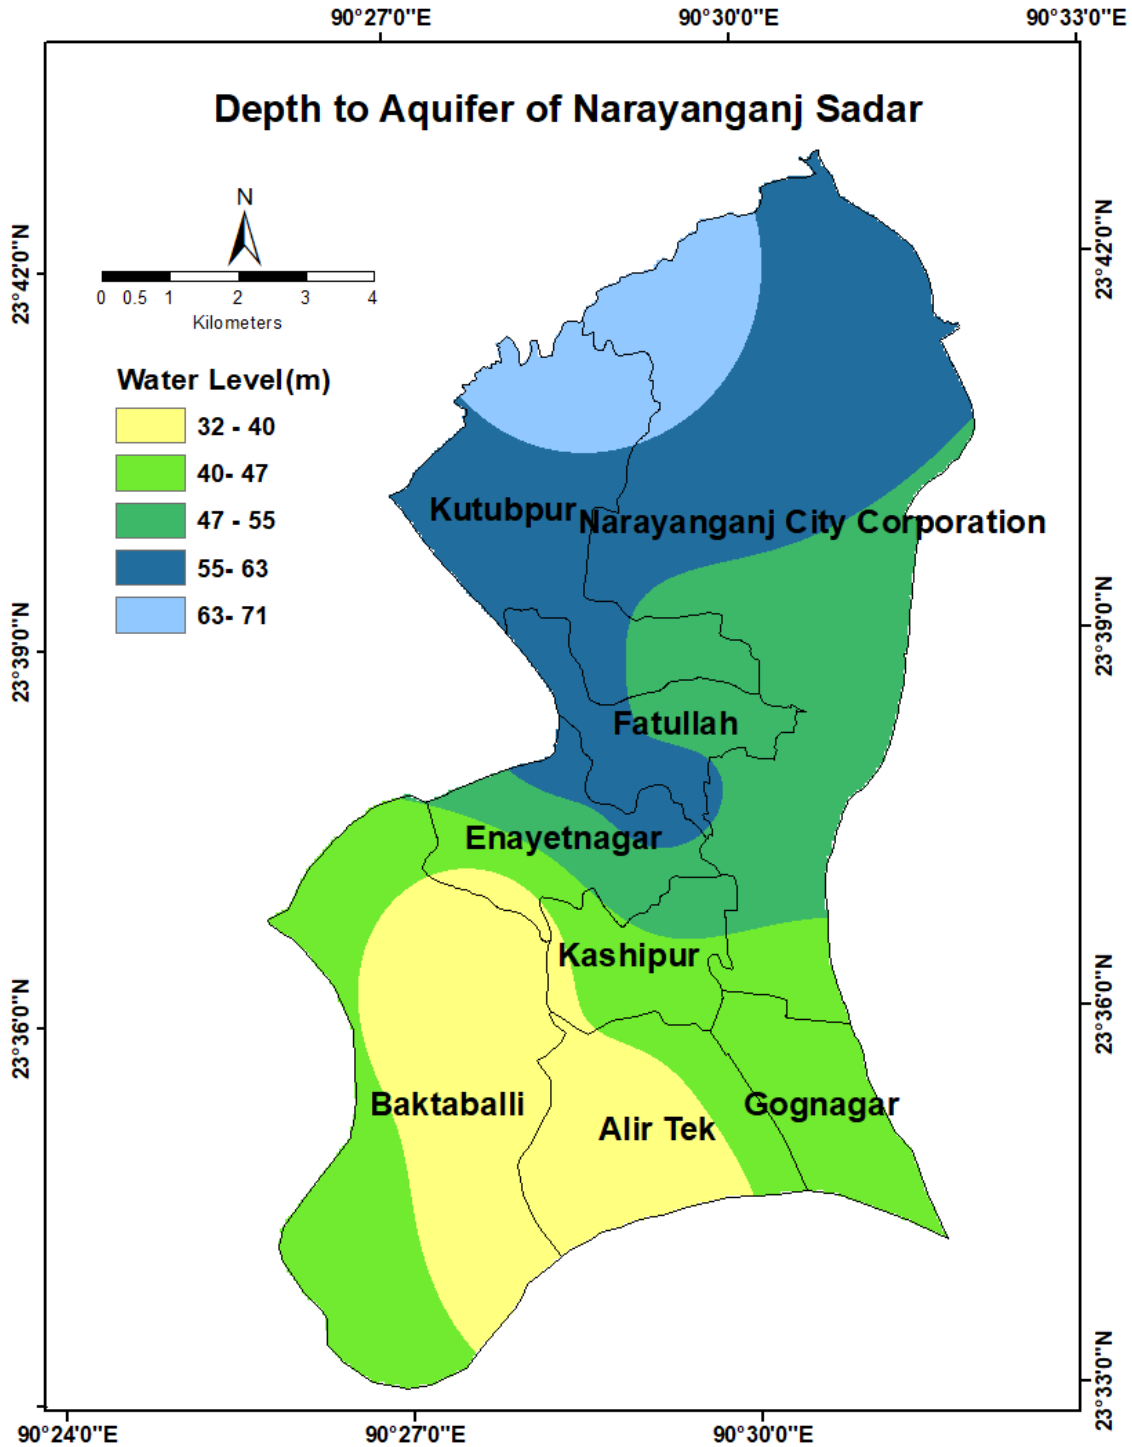 90°27'0"E 90°30'0"E 90°33'0"E
Depth to Aquifer of Narayanganj Sadar
N
0 0.5 1 2 3 4
Kilometers
23°42'0"N
23°42'0"N
Water Level(m)
32 - 40
40- 47
47 - 55
55- 63
63- 71
Kutubpur
Narayanganj City Corporation
23°39'0"N
23°39'0"N
Fatullah
Enayetnagar
Kashipur
23°36'0"N
23°36'0"N
Baktaballi
Gognagar
Alir Tek
23°33'0"N
90°24'0"E 90°27'0"E 90°30'0"E